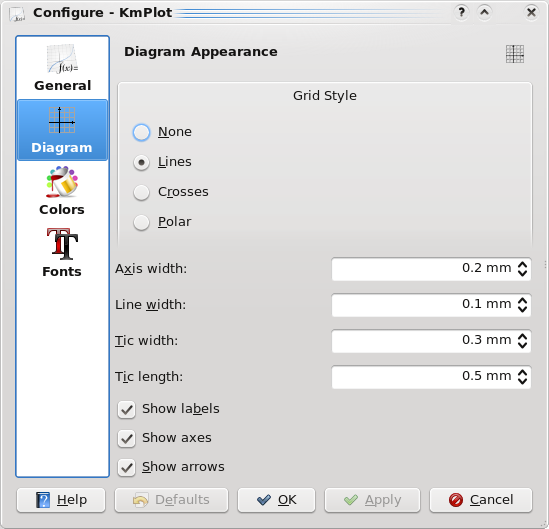 Configure - KmPlot
f(x)=
General
Diagram
Colors
Fonts
Diagram Appearance
Grid Style
None
Lines
Crosses
Polar
Axis width: 0.2 mm
Line width: 0.1 mm
Tic width: 0.3 mm
Tic length: 0.5 mm
Show labels
Show axes
Show arrows
Help Defaults OK Apply Cancel